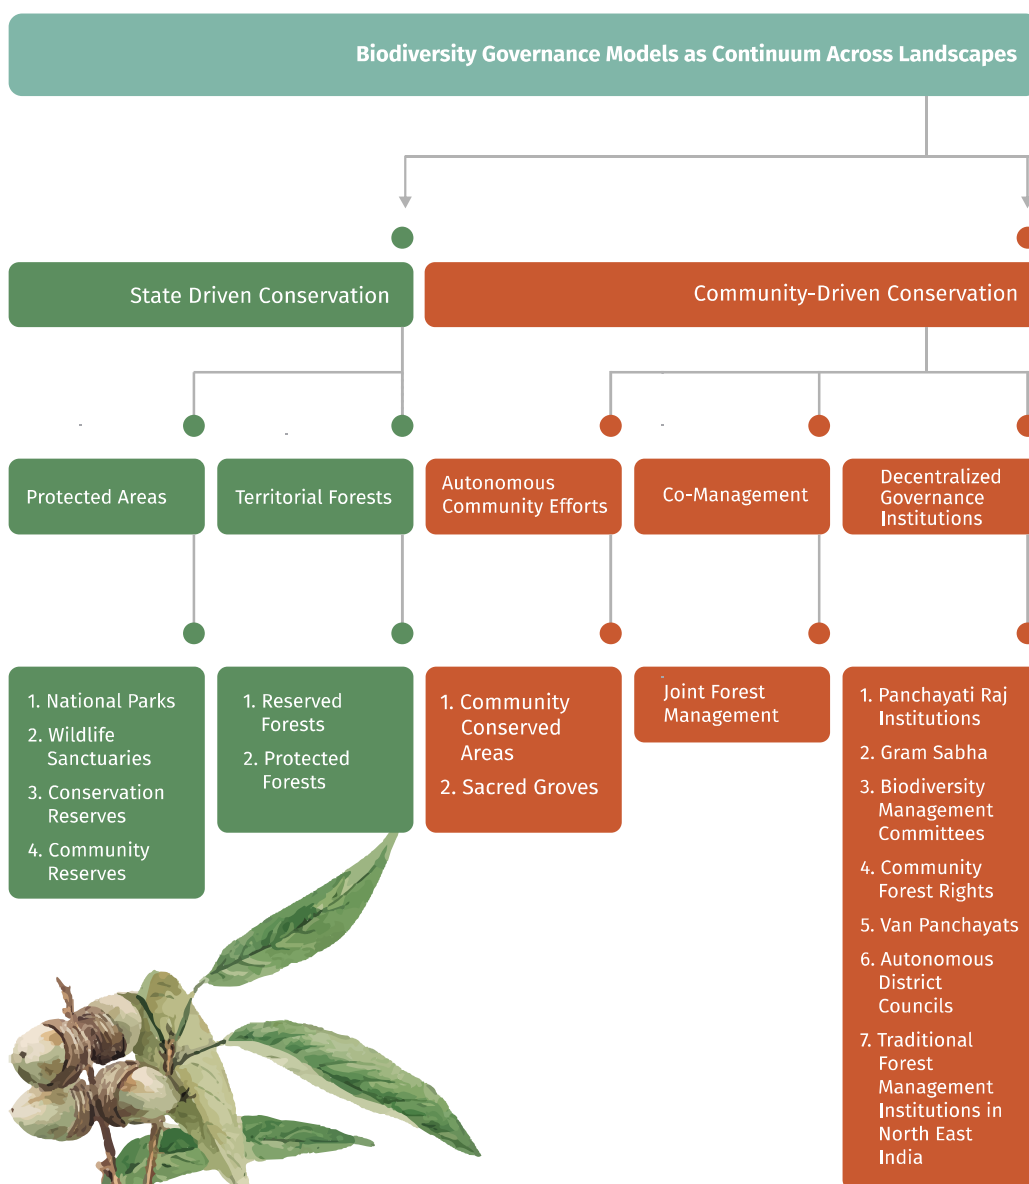 Biodiversity Governance Models as Continuum Across Landscapes
State Driven Conservation
Community-Driven Conservation
Protected Areas
Territorial Forests
Autonomous
Community Efforts
Co-Management
Decentralized
Governance
Institutions
1. National Parks
2. Wildlife
Sanctuaries
3. Conservation
Reserves
4. Community
Reserves
1. Reserved
Forests
2. Protected
Forests
1. Community
Conserved
Areas
2. Sacred Groves
Joint Forest
Management
1. Panchayati Raj
Institutions
2. Gram Sabha
3. Biodiversity
Management
Committees
4. Community
Forest Rights
5. Van Panchayats
6. Autonomous
District
Councils
7. Traditional
Forest
Management
Institutions in
North East
India